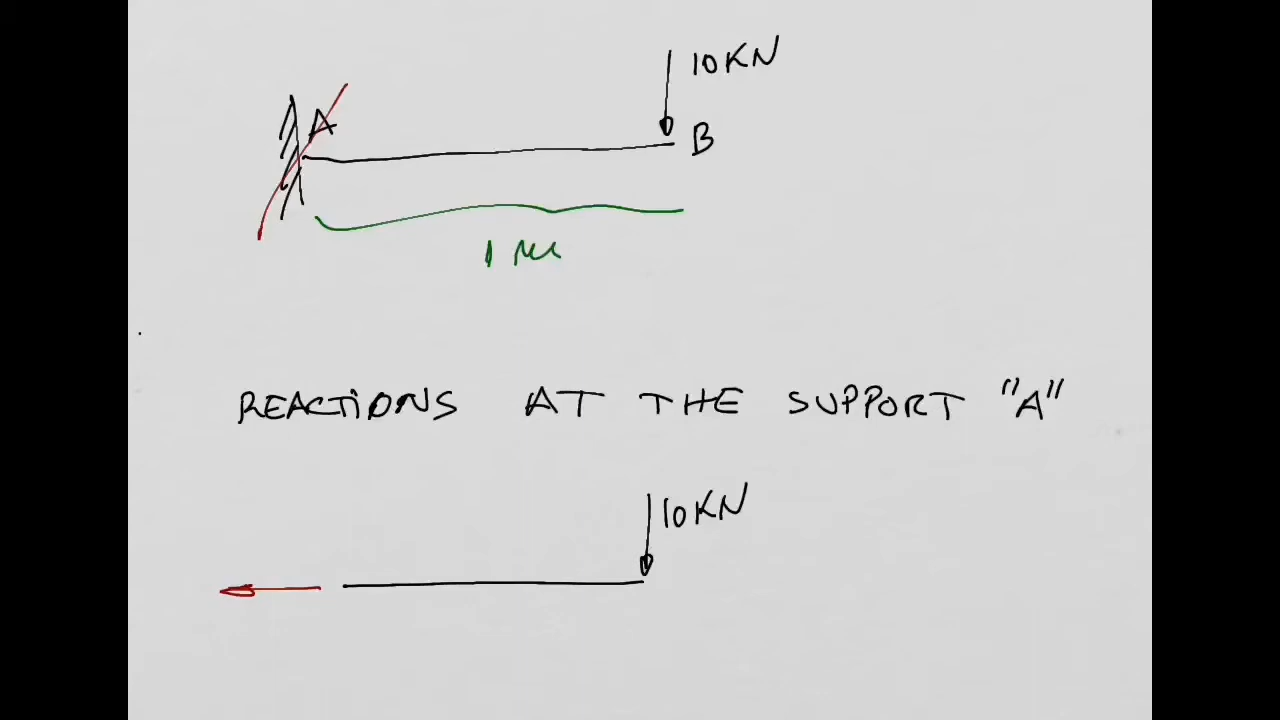 10KN
A
B
1 m
REACTIONS AT THE SUPPORT "A"
10KN